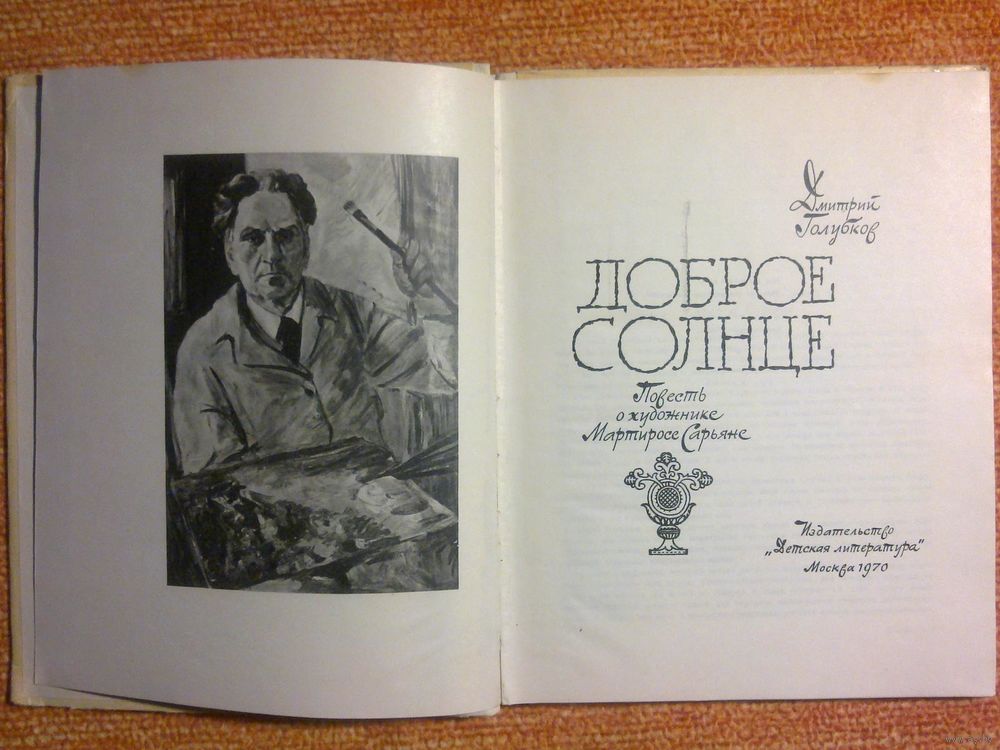 Дмитрий
Голубков
ДОБРОЕ
СОЛНЦЕ
Повесть
о художнике
Мартиросе Сарьяне
Издательство
„Детская литература"
Москва 1970